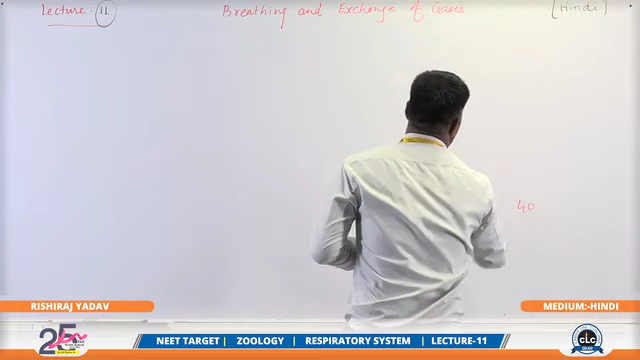 Lecture - 11
Breathing and Exchange of Gases
[Hindi]
40
RISHIRAJ YADAV
MEDIUM:-HINDI
25
NEET TARGET | ZOOLOGY | RESPIRATORY SYSTEM | LECTURE-11
CLC